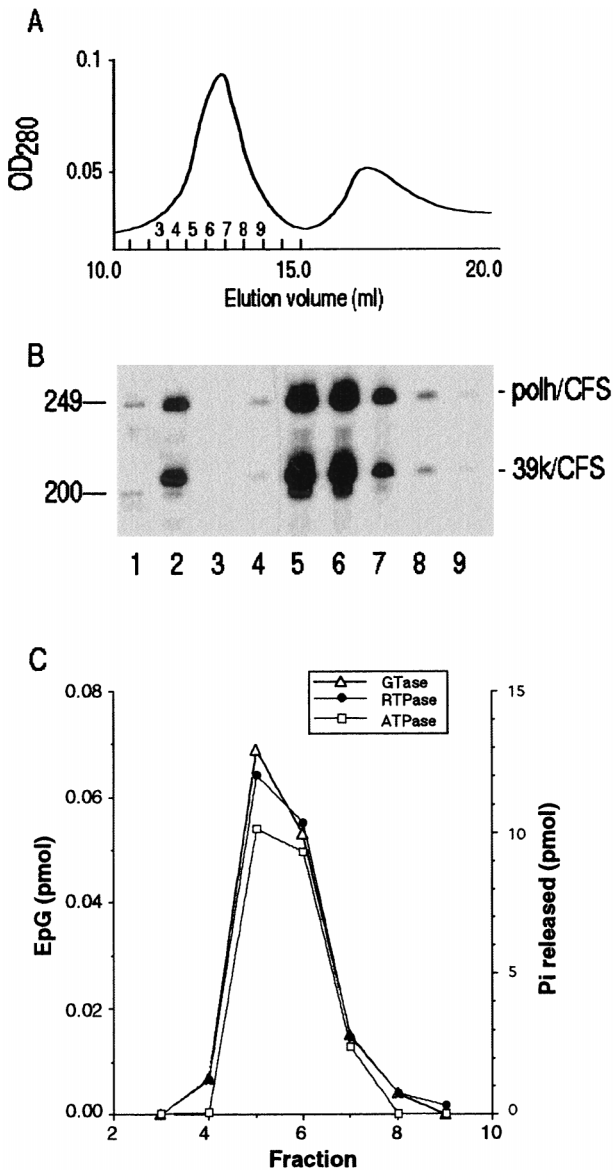 A
0.1
0.05
OD280
3 4 5 6 7 8 9
10.0 15.0 20.0
Elution volume (ml)
B
249— - polh/CFS
200— - 39k/CFS
1 2 3 4 5 6 7 8 9
C
GTase
RTPase
ATPase
0.08
0.06
0.04
0.02
0.00
EpG (pmol)
15
10
5
0
Pi released (pmol)
2 4 6 8 10
Fraction